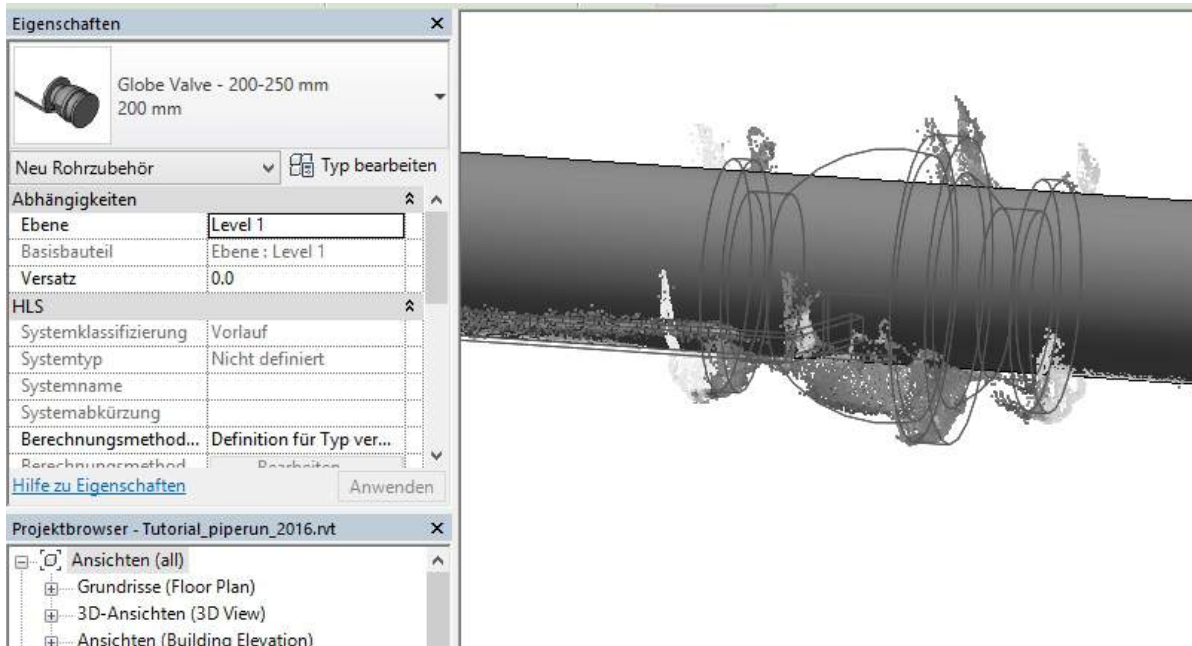 Eigenschaften
Globe Valve - 200-250 mm
200 mm
Neu Rohrzubehör
Typ bearbeiten
Abhängigkeiten
Ebene Level 1
Basisbauteil Ebene : Level 1
Versatz 0.0
HLS
Systemklassifizierung Vorlauf
Systemtyp Nicht definiert
Systemname
Systemabkürzung
Berechnungsmethod... Definition für Typ ver...
Berechnungsmethod Bearbeiten
Hilfe zu Eigenschaften Anwenden
Projektbrowser - Tutorial_piperun_2016.rvt
Ansichten (all)
Grundrisse (Floor Plan)
3D-Ansichten (3D View)
Ansichten (Building Elevation)